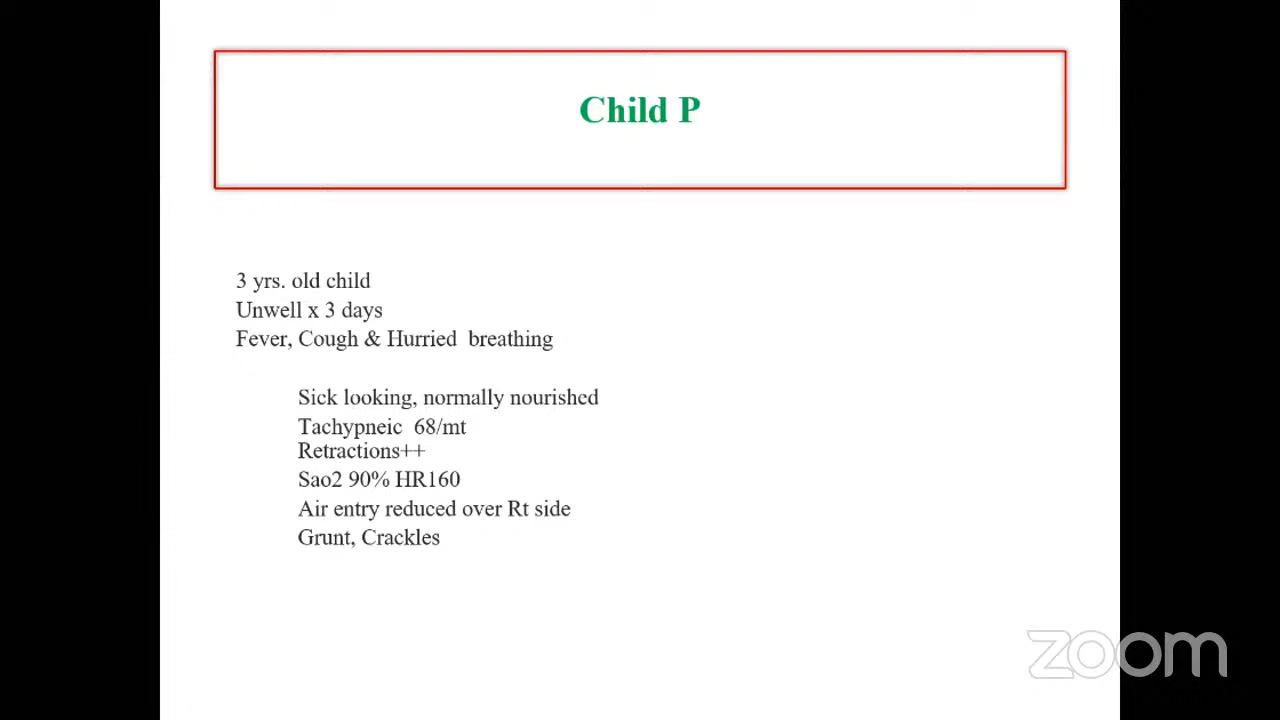 Child P
3 yrs. old child
Unwell x 3 days
Fever, Cough & Hurried breathing
Sick looking, normally nourished
Tachypneic 68/mt
Retractions++
Sao2 90% HR160
Air entry reduced over Rt side
Grunt, Crackles
zoom